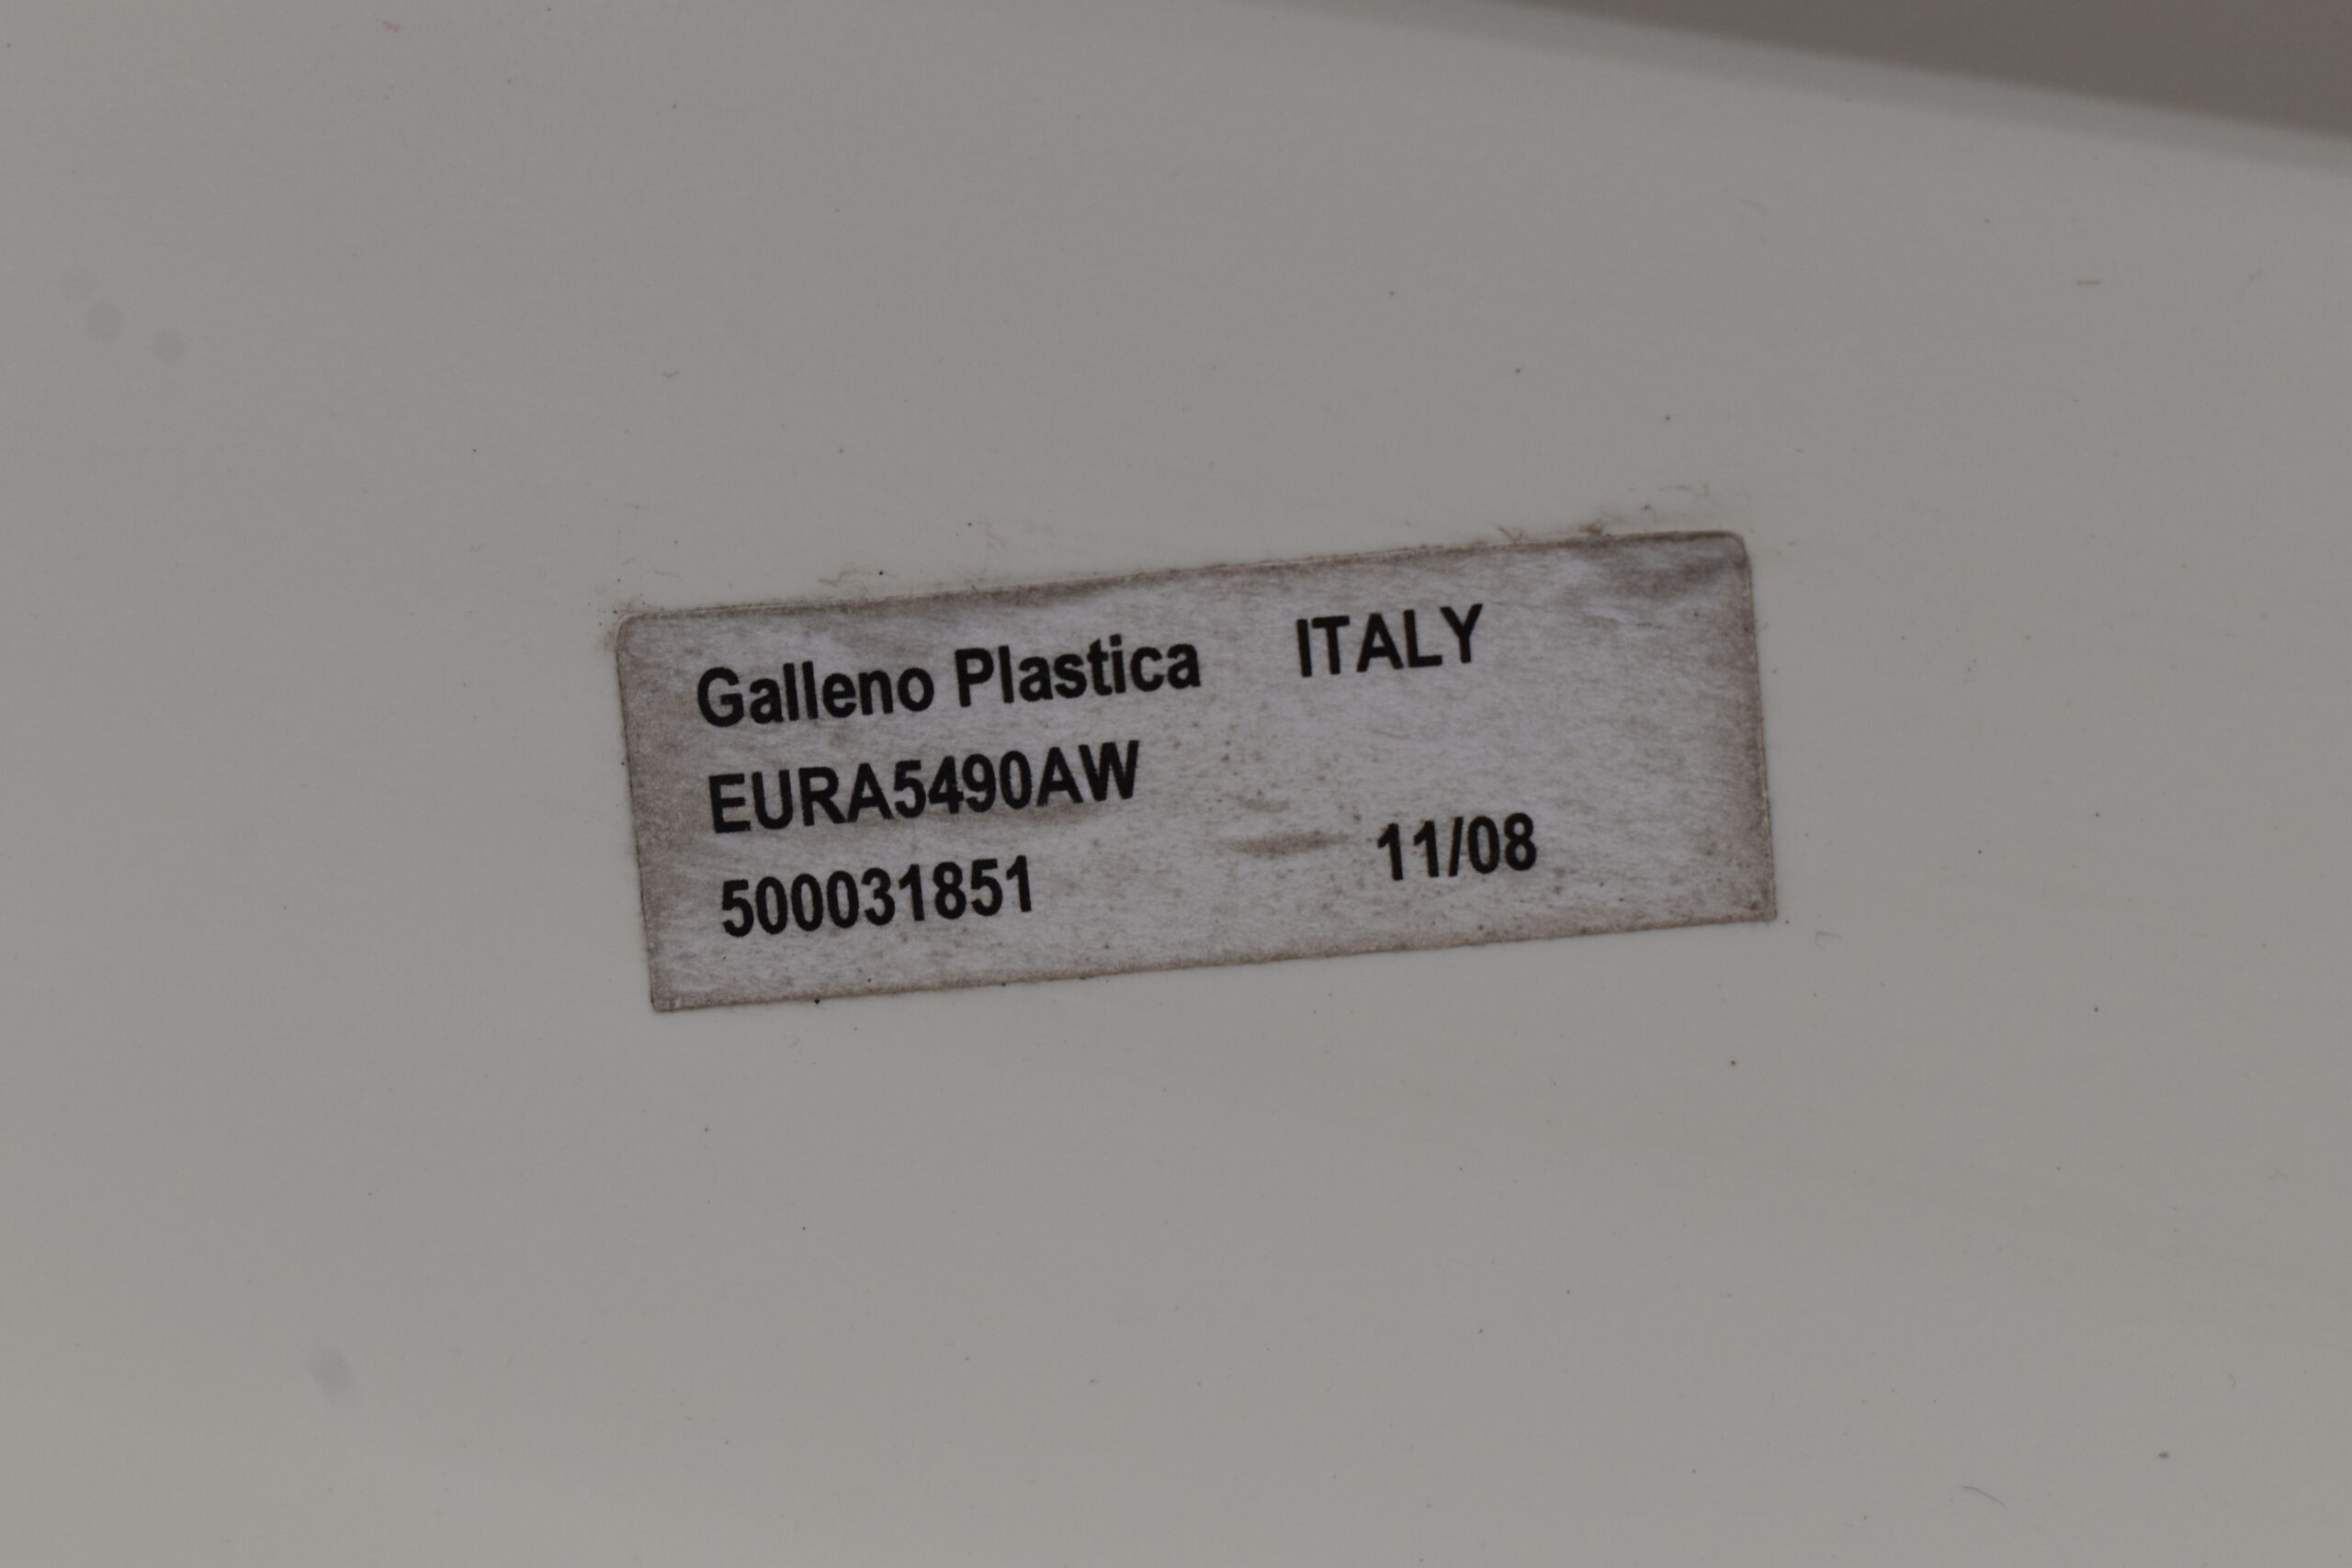 Galleno Plastica ITALY
EURA5490AW
500031851 11/08